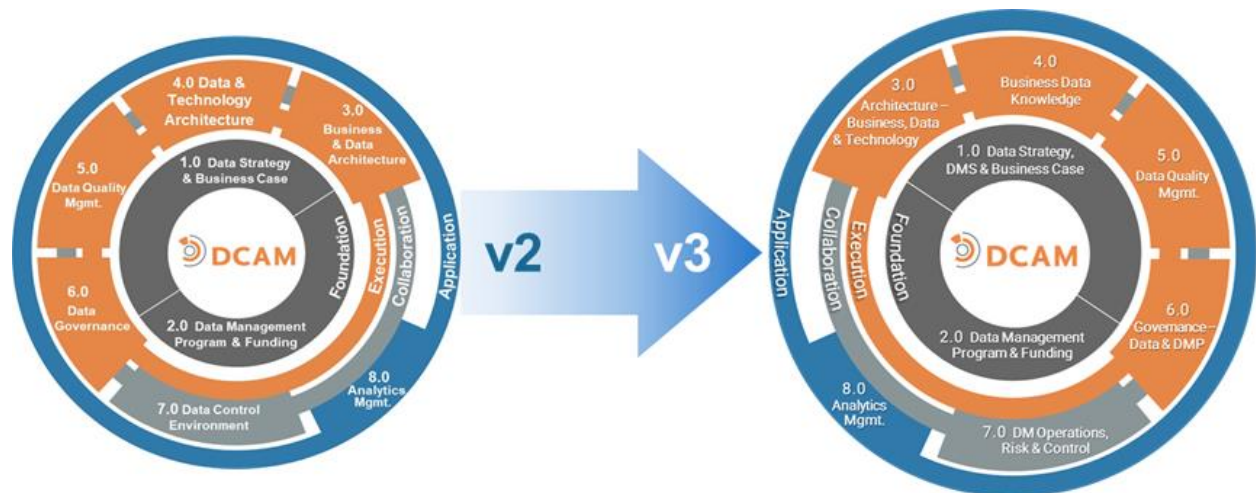 4.0 Data &
Technology
Architecture
3.0
Business
& Data
Architecture
5.0
Data Quality
Mgmt.
1.0 Data Strategy
& Business Case
DCAM
Foundation
Execution
Collaboration
Application
6.0
Data
Governance
2.0 Data Management
Program & Funding
7.0 Data Control
Environment
8.0
Analytics
Mgmt.
v2
v3
3.0
Architecture–
Business, Data
& Technology
4.0
Business Data
Knowledge
5.0
Data Quality
Mgmt.
1.0 Data Strategy,
DMS & Business Case
Application
Collaboration
Execution
Foundation
DCAM
6.0
Governance–
Data & DMP
2.0 Data Management
Program & Funding
8.0
Analytics
Mgmt.
7.0 DM Operations,
Risk & Control